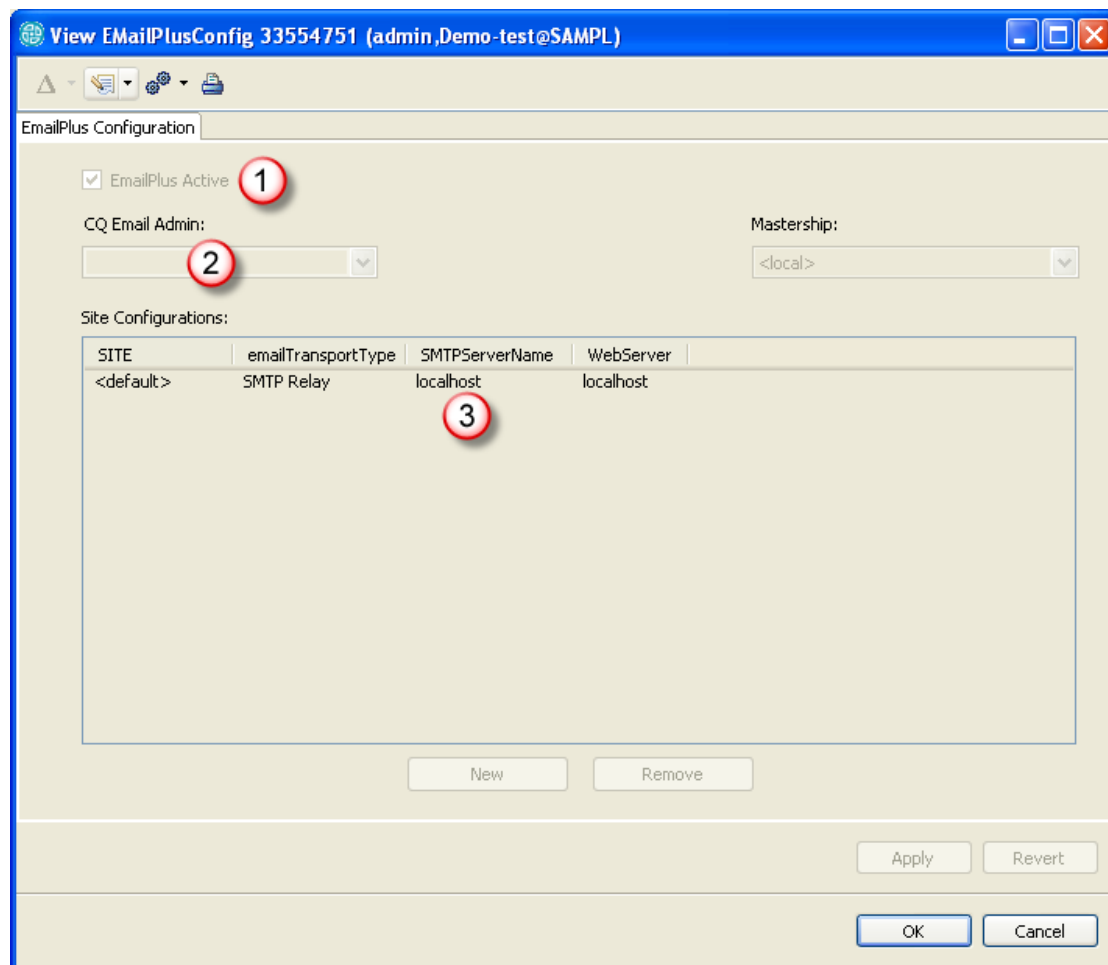 View EMailPlusConfig 33554751 (admin,Demo-test@SAMPL)
EmailPlus Configuration
EmailPlus Active 1
CQ Email Admin: Mastership:
2 <local>
Site Configurations:
SITE emailTransportType SMTPServerName WebServer
<default> SMTP Relay localhost localhost
3
New Remove
Apply Revert
OK Cancel